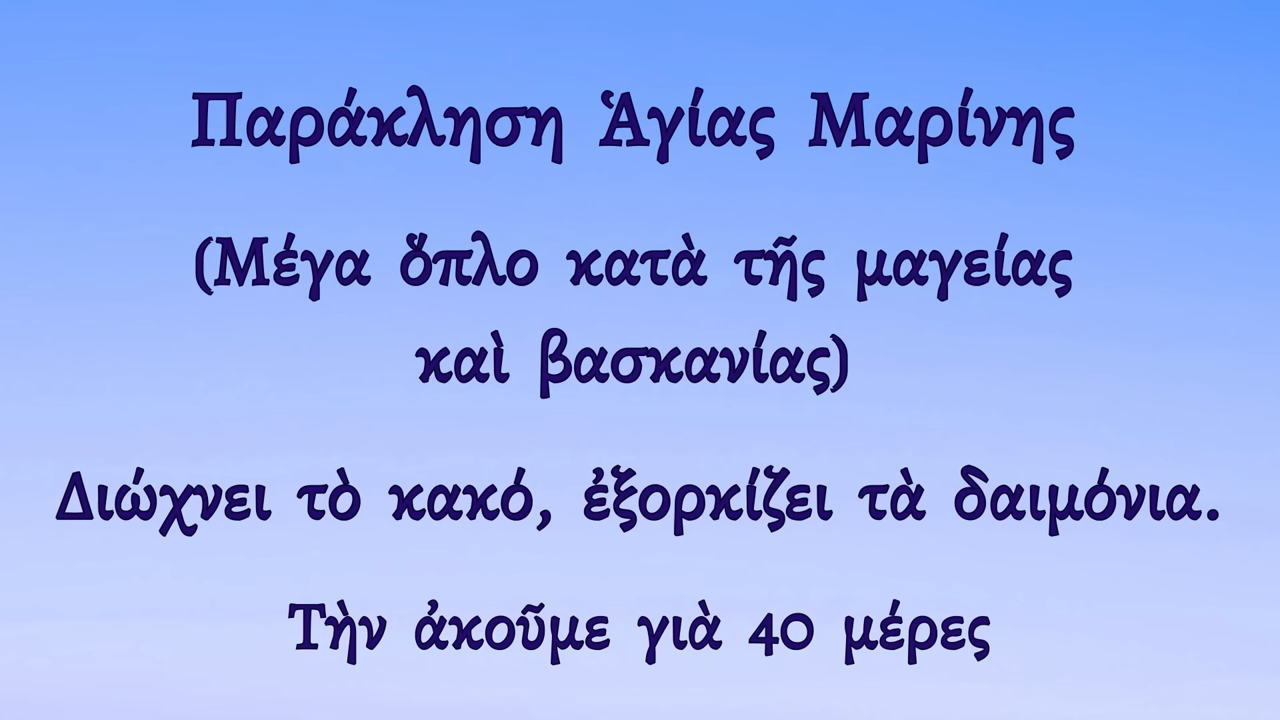 Παράκληση Ἁγίας Μαρίνης
(Μέγα ὅπλο κατὰ τῆς μαγείας
καὶ βασκανίας)
Διώχνει τὸ κακό, ἐξορκίζει τὰ δαιμόνια.
Τὴν ἀκοῦμε γιὰ 40 μέρες